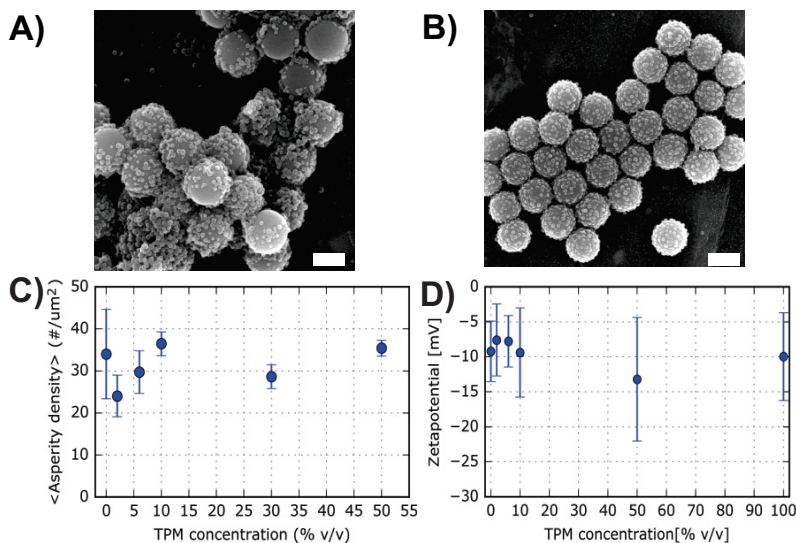 A)
B)
C)
<Asperity density> (#/um²)
50
40
30
20
10
0
0 5 10 15 20 25 30 35 40 45 50 55
TPM concentration (% v/v)
D)
Zetapotential [mV]
0
−5
−10
−15
−20
−25
−30
0 10 20 30 40 50 60 70 80 90 100
TPM concentration[% v/v]